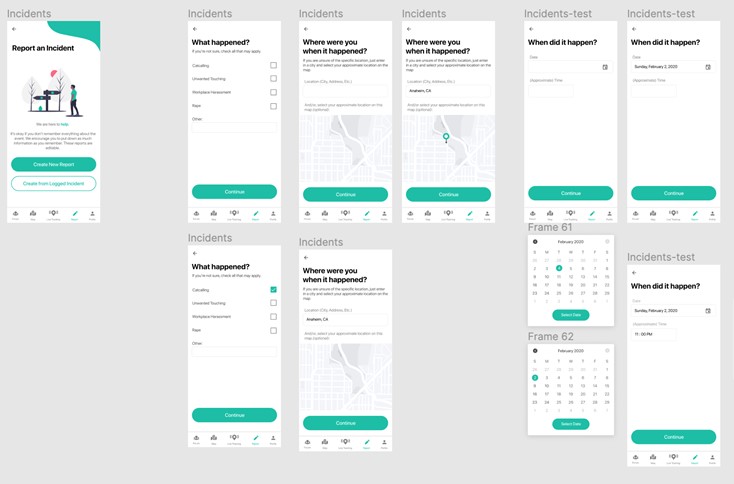 Incidents
Report an Incident
We are here to help.
It's okay if you don't remember everything about the
event. We encourage you to put down as much
information as you remember. These reports are
editable.
Create New Report
Create from Logged Incident
Incidents
What happened?
If you're not sure, check all that may apply.
Catcalling
Unwanted Touching
Workplace Harassment
Rape
Other:
Continue
Incidents
Where were you
when it happened?
If you are unsure of the specific location, just enter
in a city and select your approximate location on the
map
Location (City, Address, Etc.)
And/or, select your approximate location on this
map (optional):
Continue
Incidents
Where were you
when it happened?
If you are unsure of the specific location, just enter
in a city and select your approximate location on the
map
Location (City, Address, Etc.)
Anaheim, CA
And/or, select your approximate location on this
map (optional):
Continue
Incidents-test
When did it happen?
Date
(Approximate) Time
Continue
Incidents-test
When did it happen?
Date
Sunday, February 2, 2020
(Approximate) Time
Continue
Incidents
What happened?
If you're not sure, check all that may apply.
Catcalling
Unwanted Touching
Workplace Harassment
Rape
Other:
Continue
Incidents
Where were you
when it happened?
If you are unsure of the specific location, just enter
in a city and select your approximate location on the
map
Location (City, Address, Etc.)
Anaheim, CA
And/or, select your approximate location on this
map (optional):
Continue
Frame 61
February 2020
S M T W T F S
26 27 28 29 30 31 1
2 3 4 5 6 7 8
9 10 11 12 13 14 15
16 17 18 19 20 21 22
23 24 25 26 27 28 29
1 2 3 4 5 6 7
Select Date
Frame 62
February 2020
S M T W T F S
26 27 28 29 30 31 1
2 3 4 5 6 7 8
9 10 11 12 13 14 15
16 17 18 19 20 21 22
23 24 25 26 27 28 29
1 2 3 4 5 6 7
Select Date
Incidents-test
When did it happen?
Date
Sunday, February 2, 2020
(Approximate) Time
11 : 00 PM
Continue